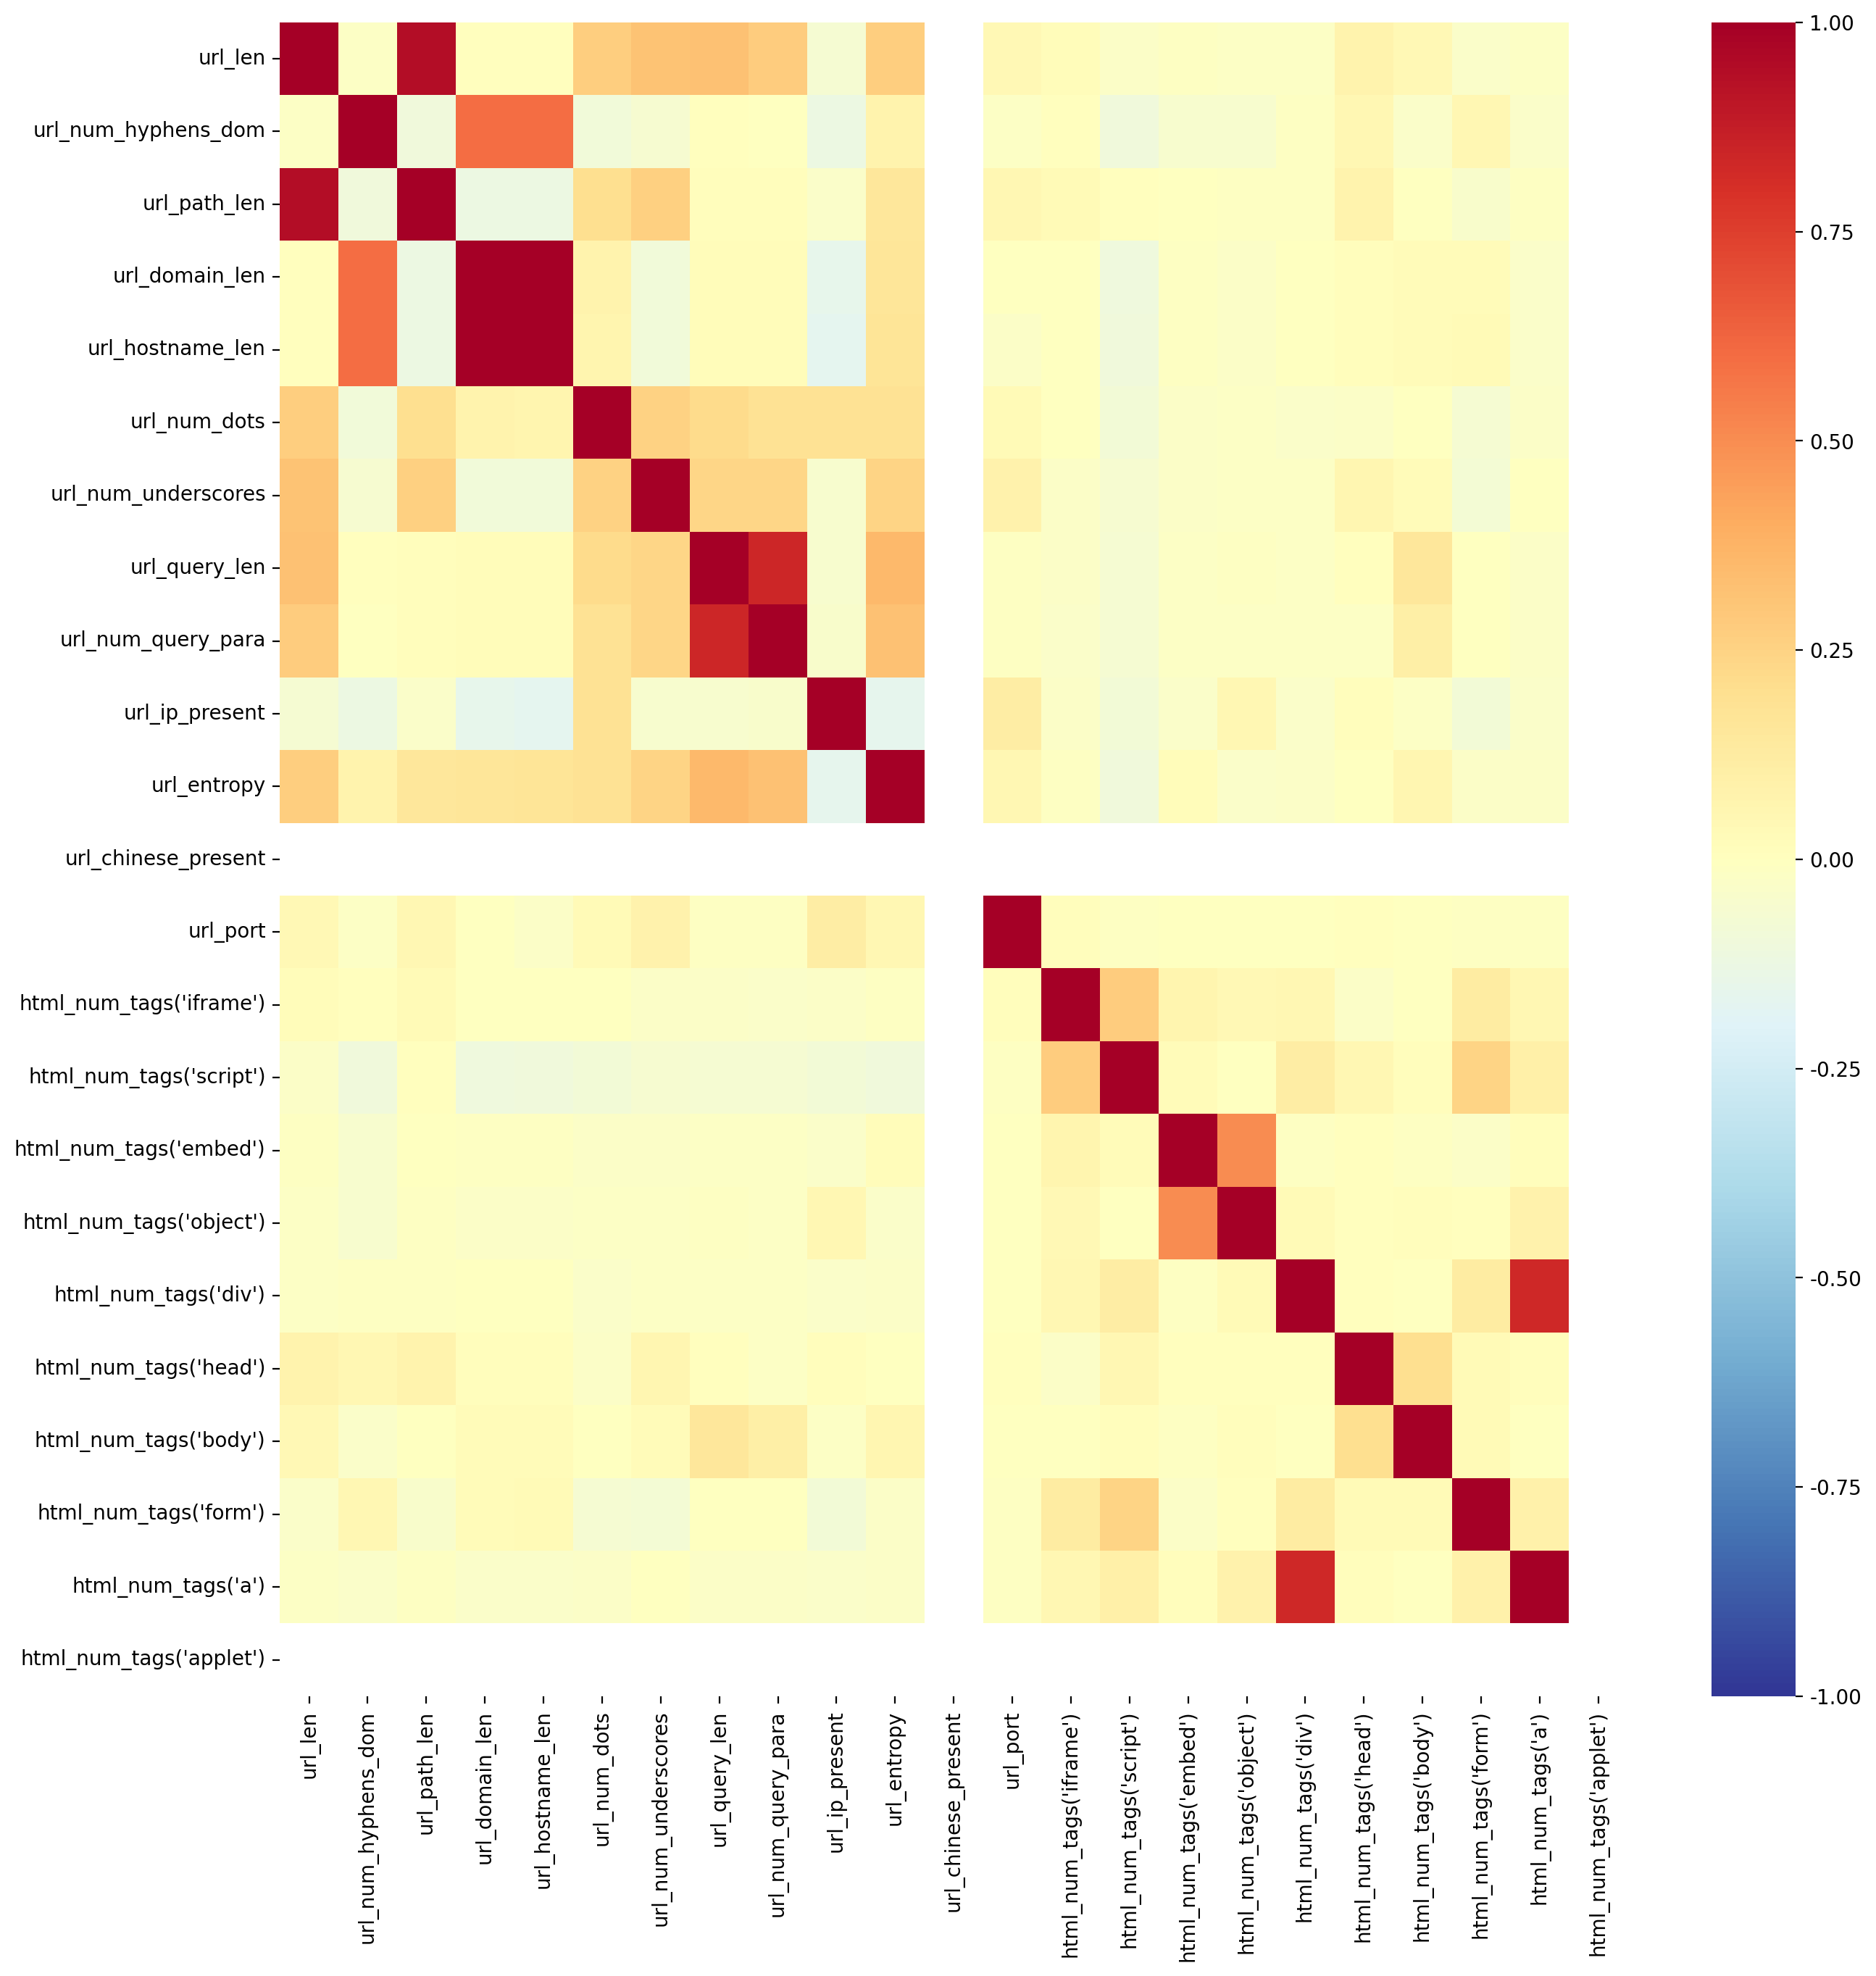 url_len
url_num_hyphens_dom
url_path_len
url_domain_len
url_hostname_len
url_num_dots
url_num_underscores
url_query_len
url_num_query_para
url_ip_present
url_entropy
url_chinese_present
url_port
html_num_tags('iframe')
html_num_tags('script')
html_num_tags('embed')
html_num_tags('object')
html_num_tags('div')
html_num_tags('head')
html_num_tags('body')
html_num_tags('form')
html_num_tags('a')
html_num_tags('applet')
url_len
url_num_hyphens_dom
url_path_len
url_domain_len
url_hostname_len
url_num_dots
url_num_underscores
url_query_len
url_num_query_para
url_ip_present
url_entropy
url_chinese_present
url_port
html_num_tags('iframe')
html_num_tags('script')
html_num_tags('embed')
html_num_tags('object')
html_num_tags('div')
html_num_tags('head')
html_num_tags('body')
html_num_tags('form')
html_num_tags('a')
html_num_tags('applet')
1.00
0.75
0.50
0.25
0.00
-0.25
-0.50
-0.75
-1.00